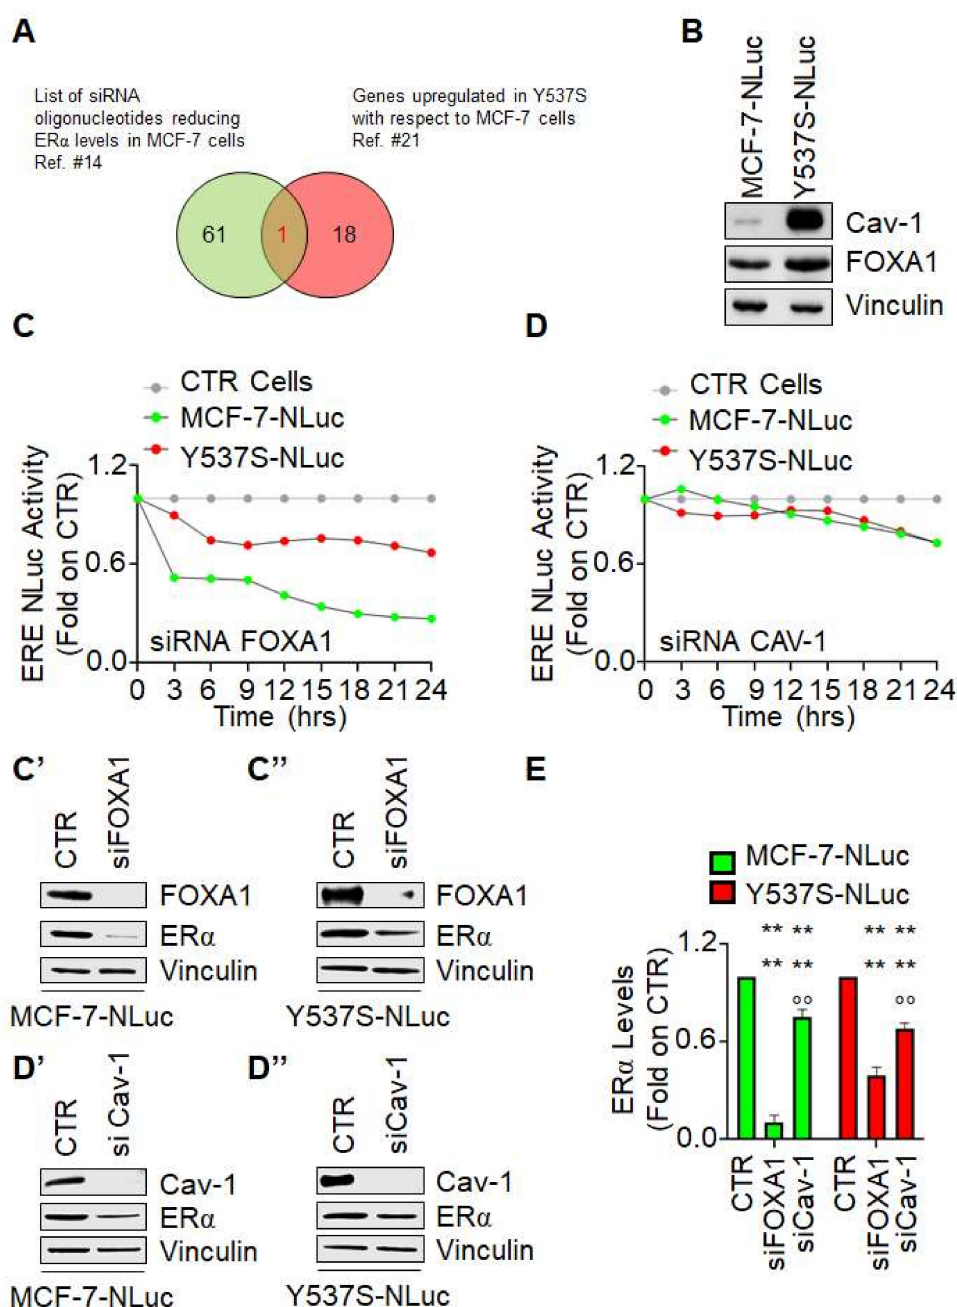 A
List of siRNA
oligonucleotides reducing
ERα levels in MCF-7 cells
Ref. #14
Genes upregulated in Y537S
with respect to MCF-7 cells
Ref. #21
61
1
18
B
MCF-7-NLuc
Y537S-NLuc
Cav-1
FOXA1
Vinculin
C
CTR Cells
MCF-7-NLuc
Y537S-NLuc
ERE NLuc Activity
(Fold on CTR)
1.2
0.6
0.0
siRNA FOXA1
0 3 6 9 12 15 18 21 24
Time (hrs)
D
CTR Cells
MCF-7-NLuc
Y537S-NLuc
ERE NLuc Activity
(Fold on CTR)
1.2
0.6
0.0
siRNA CAV-1
0 3 6 9 12 15 18 21 24
Time (hrs)
C'
CTR
siFOXA1
FOXA1
ERα
Vinculin
MCF-7-NLuc
C''
CTR
siFOXA1
FOXA1
ERα
Vinculin
Y537S-NLuc
D'
CTR
si Cav-1
Cav-1
ERα
Vinculin
MCF-7-NLuc
D''
CTR
siCav-1
Cav-1
ERα
Vinculin
Y537S-NLuc
E
MCF-7-NLuc
Y537S-NLuc
ERα Levels
(Fold on CTR)
1.2
0.6
0.0
** ** ** **
** ** ** **
°° °°
CTR
siFOXA1
siCav-1
CTR
siFOXA1
siCav-1